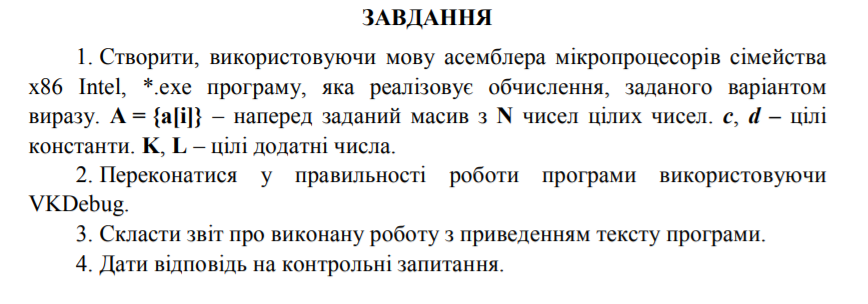 ЗАВДАННЯ
1. Створити, використовуючи мову асемблера мікропроцесорів сімейства
x86 Intel, *.exe програму, яка реалізовує обчислення, заданого варіантом
виразу. A = {a[i]} – наперед заданий масив з N чисел цілих чисел. c, d – цілі
константи. K, L – цілі додатні числа.
2. Переконатися у правильності роботи програми використовуючи
VKDebug.
3. Скласти звіт про виконану роботу з приведенням тексту програми.
4. Дати відповідь на контрольні запитання.